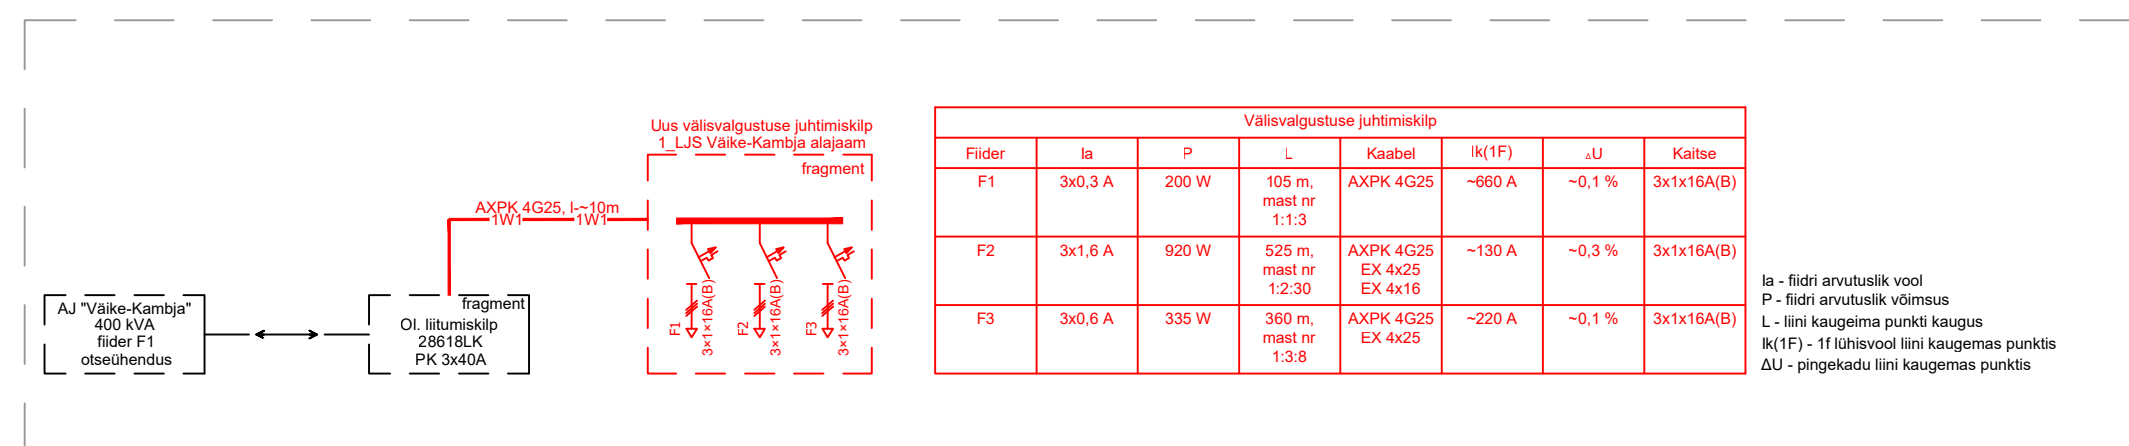 AJ "Väike-Kambja"
400 kVA
fiider F1
otseühendus
fragment
Ol. liitumiskilp
28618LK
PK 3x40A
AXPK 4G25, l-~10m
1W1 1W1
Uus välisvalgustuse juhtimiskilp
1_LJS Väike-Kambja alajaam
fragment
F1
3×1×16A(B)
F2
3×1×16A(B)
F3
3×1×16A(B)
Välisvalgustuse juhtimiskilp
Fiider Ia P L Kaabel Ik(1F) ΔU Kaitse
F1 3x0,3 A 200 W 105 m, AXPK 4G25 ~660 A ~0,1 % 3x1x16A(B)
mast nr
1:1:3
F2 3x1,6 A 920 W 525 m, AXPK 4G25 ~130 A ~0,3 % 3x1x16A(B)
mast nr EX 4x25
1:2:30 EX 4x16
F3 3x0,6 A 335 W 360 m, AXPK 4G25 ~220 A ~0,1 % 3x1x16A(B)
mast nr EX 4x25
1:3:8
Ia - fiidri arvutuslik vool
P - fiidri arvutuslik võimsus
L - liini kaugeima punkti kaugus
Ik(1F) - 1f lühisvool liini kaugemas punktis
ΔU - pingekadu liini kaugemas punktis